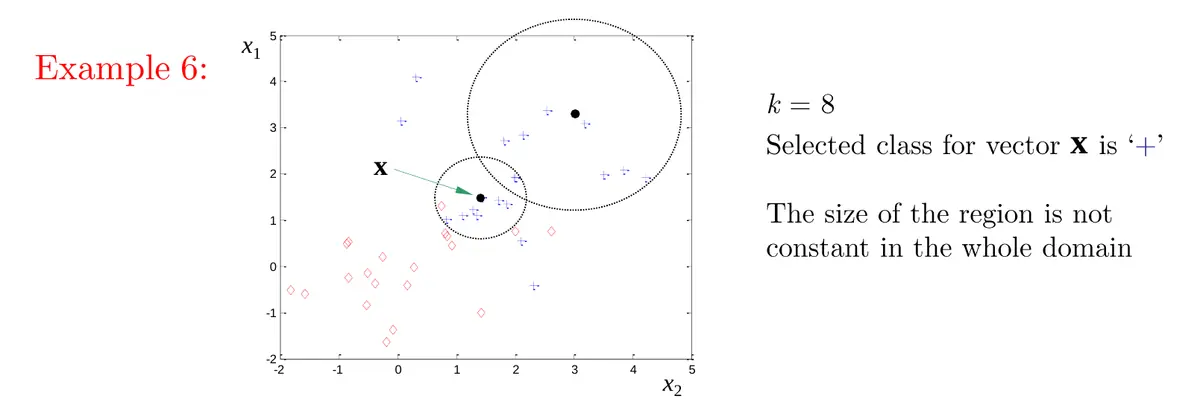 Example 6:
x1
5
4
3
2
1
0
-1
-2
x
-2 -1 0 1 2 3 4 5
x2
k = 8
Selected class for vector x is ‘+’
The size of the region is not
constant in the whole domain